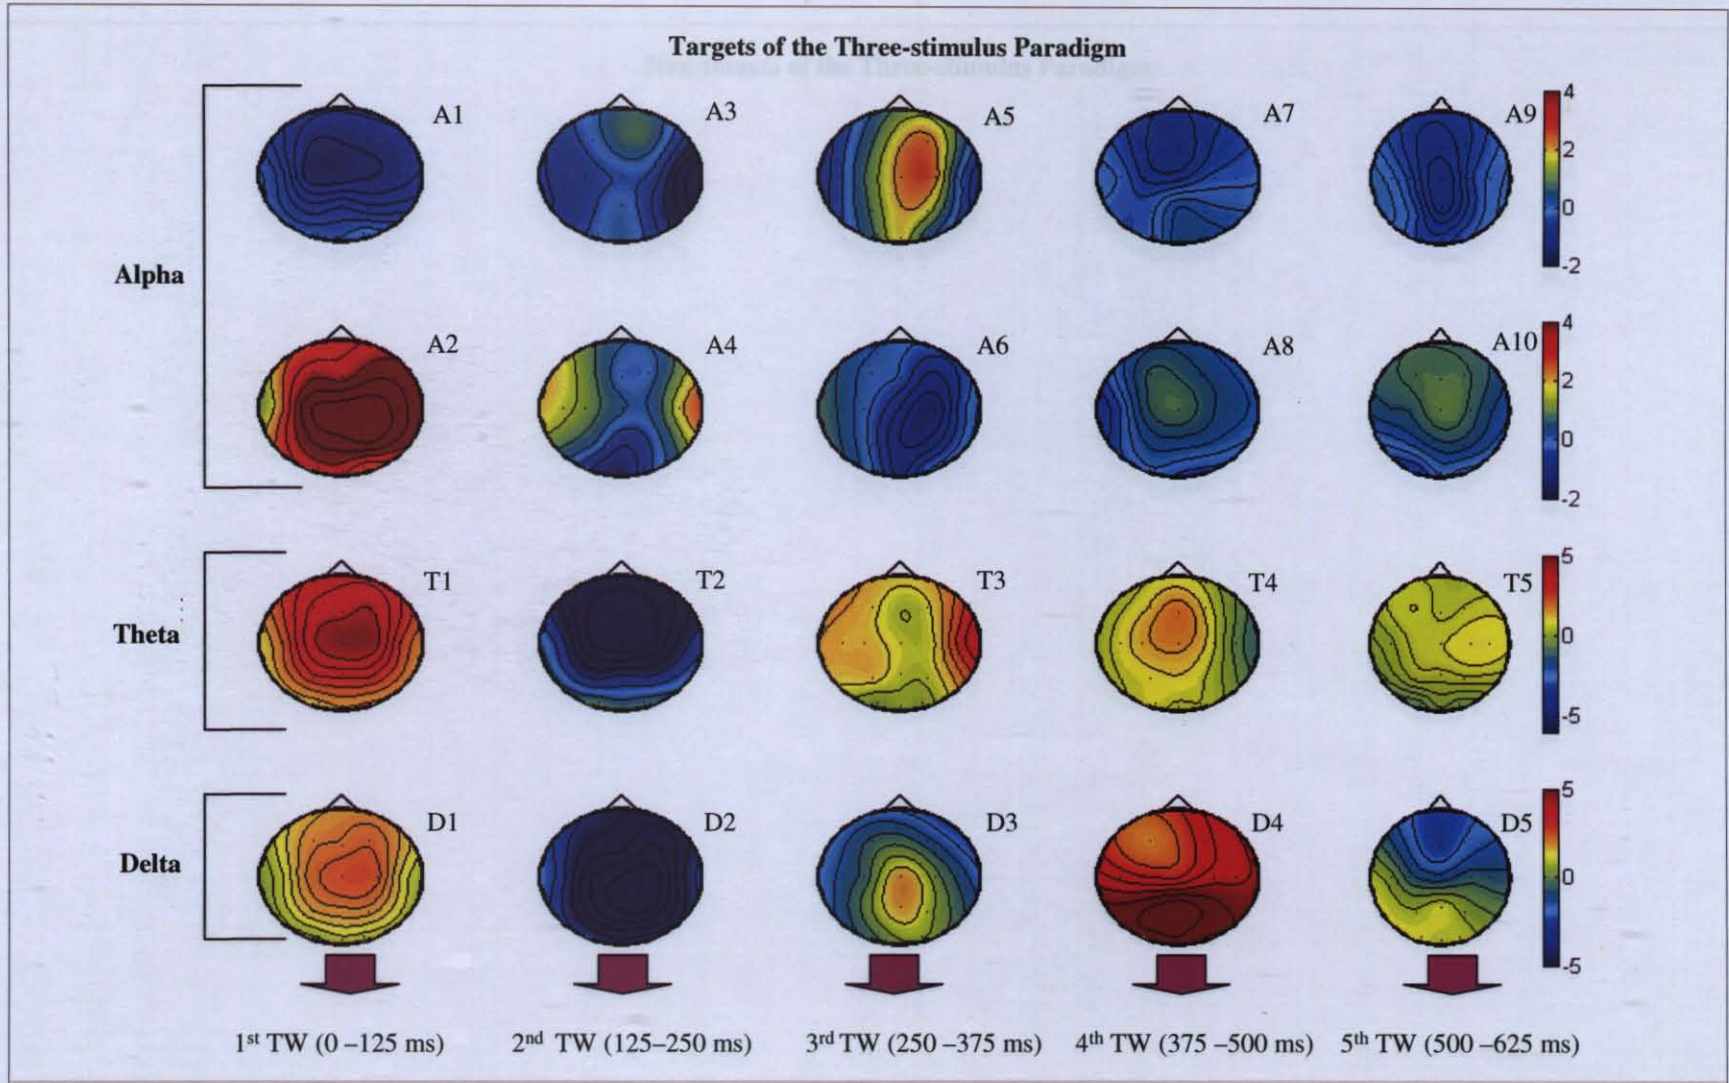 Targets of the Three-stimulus Paradigm
A1 A3 A5 A7 A9
4
2
0
-2
Alpha
A2 A4 A6 A8 A10
4
2
0
-2
T1 T2 T3 T4 T5
5
0
-5
Theta
D1 D2 D3 D4 D5
5
0
-5
Delta
1st TW (0 –125 ms) 2nd TW (125–250 ms) 3rd TW (250 –375 ms) 4th TW (375 –500 ms) 5th TW (500 –625 ms)